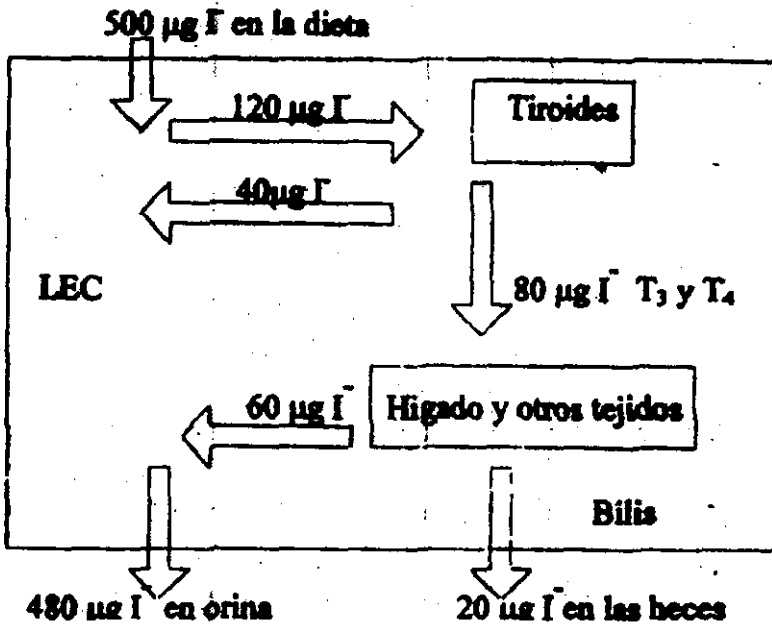 500 µg I⁻ en la dieta
120 µg I⁻
Tiroides
40µg I⁻
LEC
80 µg I⁻ T₃ y T₄
60 µg I⁻
Higado y otros tejidos
Bilis
480 µg I⁻ en orina
20 µg I⁻ en las heces